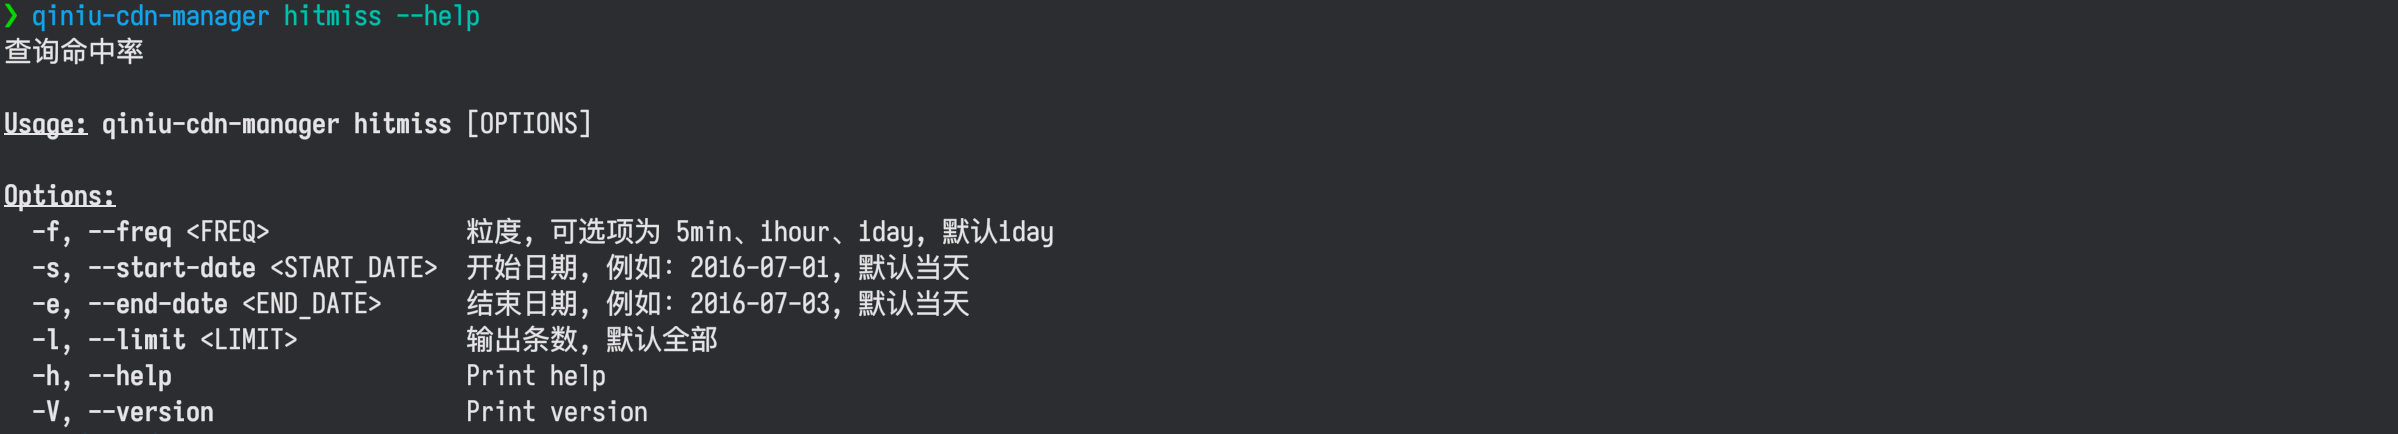 ❯ qiniu-cdn-manager hitmiss --help
查询命中率
Usage: qiniu-cdn-manager hitmiss [OPTIONS]
Options:
-f, --freq <FREQ> 粒度，可选项为 5min、1hour、1day，默认1day
-s, --start-date <START_DATE> 开始日期，例如：2016-07-01，默认当天
-e, --end-date <END_DATE> 结束日期，例如：2016-07-03，默认当天
-l, --limit <LIMIT> 输出条数，默认全部
-h, --help Print help
-V, --version Print version